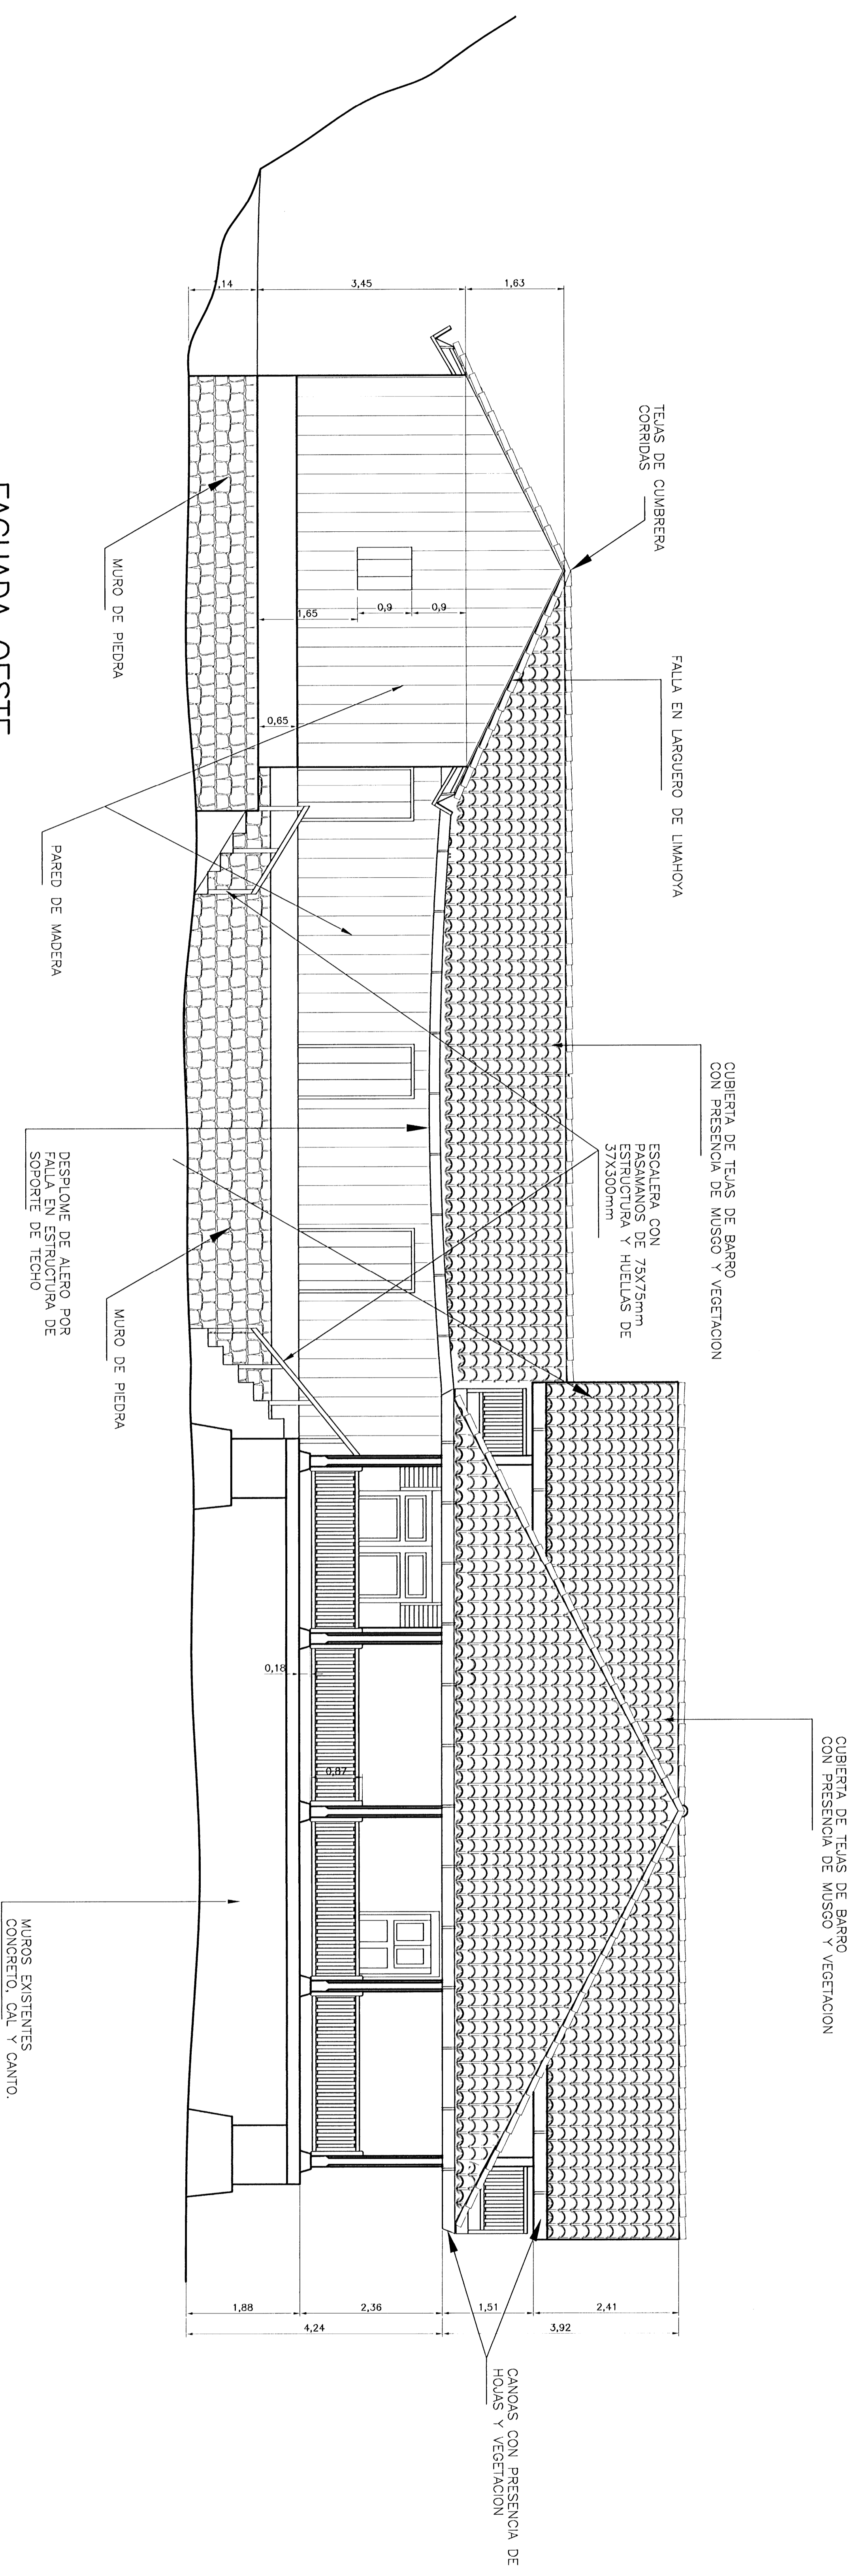 TEJAS DE CUMBRERA
CORRIDAS
FALLA EN LARGUERO DE LIMAHOYA
CUBIERTA DE TEJAS DE BARRO
CON PRESENCIA DE MUSGO Y VEGETACION
ESCALERA CON
PASAMANOS DE 75X75mm
ESTRUCTURA Y HUELLAS DE
37X300mm
CUBIERTA DE TEJAS DE BARRO
CON PRESENCIA DE MUSGO Y VEGETACION
1,63
3,45
1,14
0,9
0,9
1,65
0,65
0,18
0,87
2,41
1,51
2,36
1,88
3,92
4,24
CANOAS CON PRESENCIA DE
HOJAS Y VEGETACION
MURO DE PIEDRA
PARED DE MADERA
DESPLOME DE ALERO POR
FALLA EN ESTRUCTURA DE
SOPORTE DE TECHO
MURO DE PIEDRA
MUROS EXISTENTES
CONCRETO, CAL Y CANTO.
FACHADA OESTE